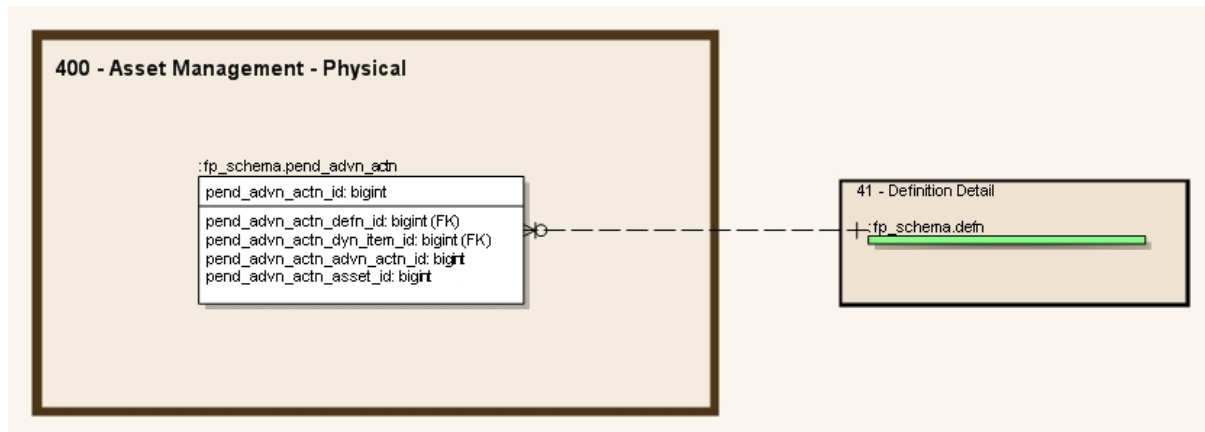 400 - Asset Management - Physical
:fp_schema.pend_advn_actn
pend_advn_actn_id: bigint
pend_advn_actn_defn_id: bigint (FK)
pend_advn_actn_dyn_item_id: bigint (FK)
pend_advn_actn_advn_actn_id: bigint
pend_advn_actn_asset_id: bigint
41 - Definition Detail
:fp_schema.defn